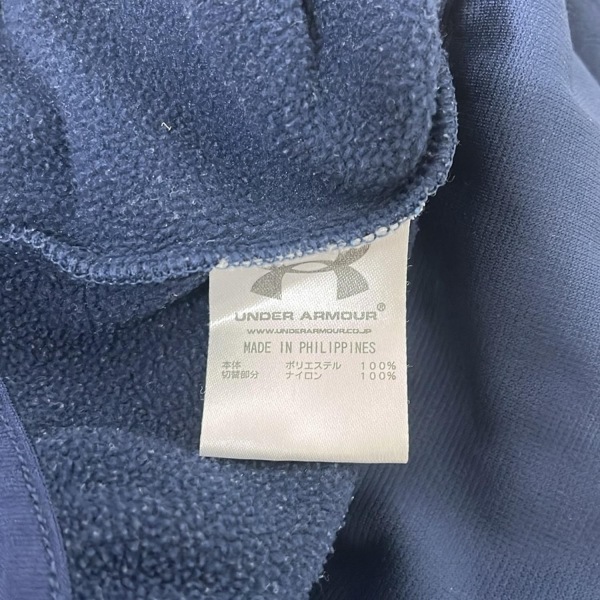 UNDER ARMOUR®
WWW.UNDERARMOUR.CO.JP
MADE IN PHILIPPINES
本体 ポリエステル 100%
切替部分 ナイロン 100%